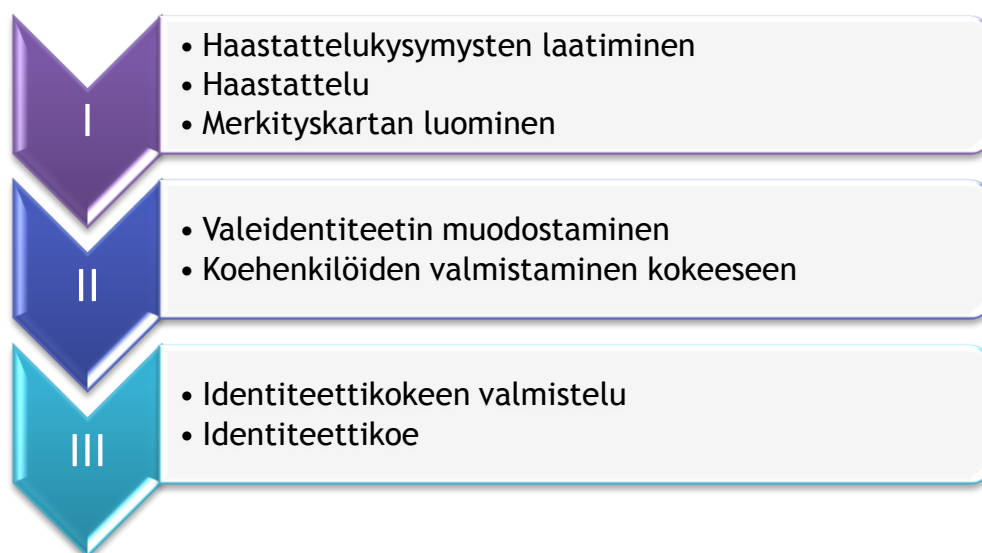 I
• Haastattelukysymysten laatiminen
• Haastattelu
• Merkityskartan luominen
II
• Valeidentiteetin muodostaminen
• Koehenkilöiden valmistaminen kokeeseen
III
• Identiteettikokeen valmistelu
• Identiteettikoe